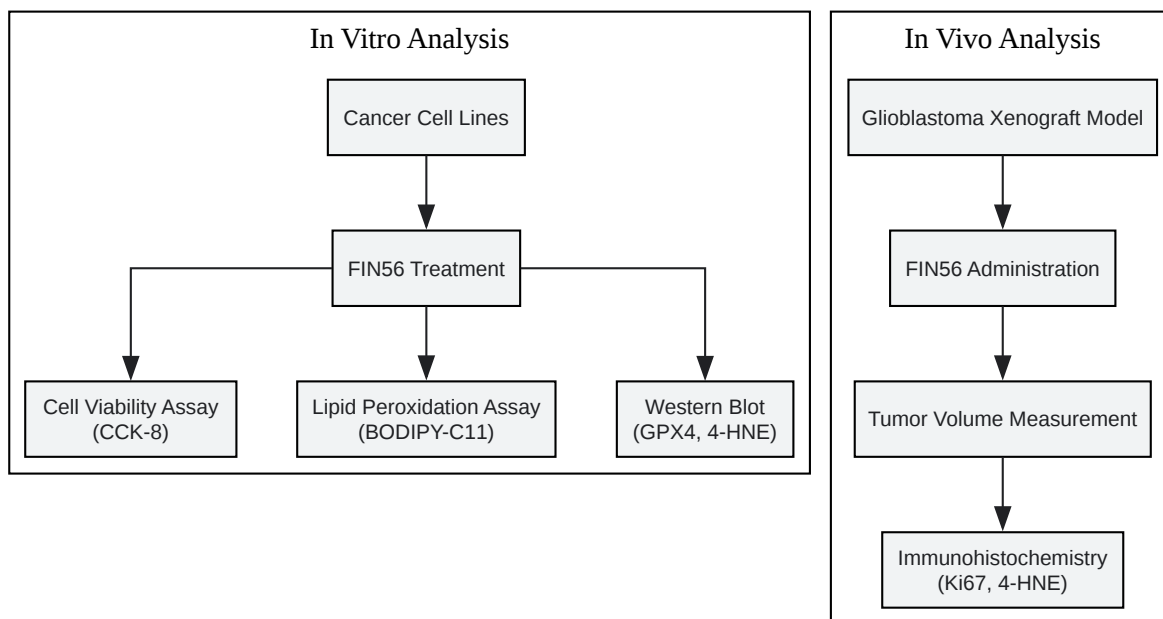 In Vitro Analysis
Cancer Cell Lines
FIN56 Treatment
Cell Viability Assay
(CCK-8)
Lipid Peroxidation Assay
(BODIPY-C11)
Western Blot
(GPX4, 4-HNE)
In Vivo Analysis
Glioblastoma Xenograft Model
FIN56 Administration
Tumor Volume Measurement
Immunohistochemistry
(Ki67, 4-HNE)